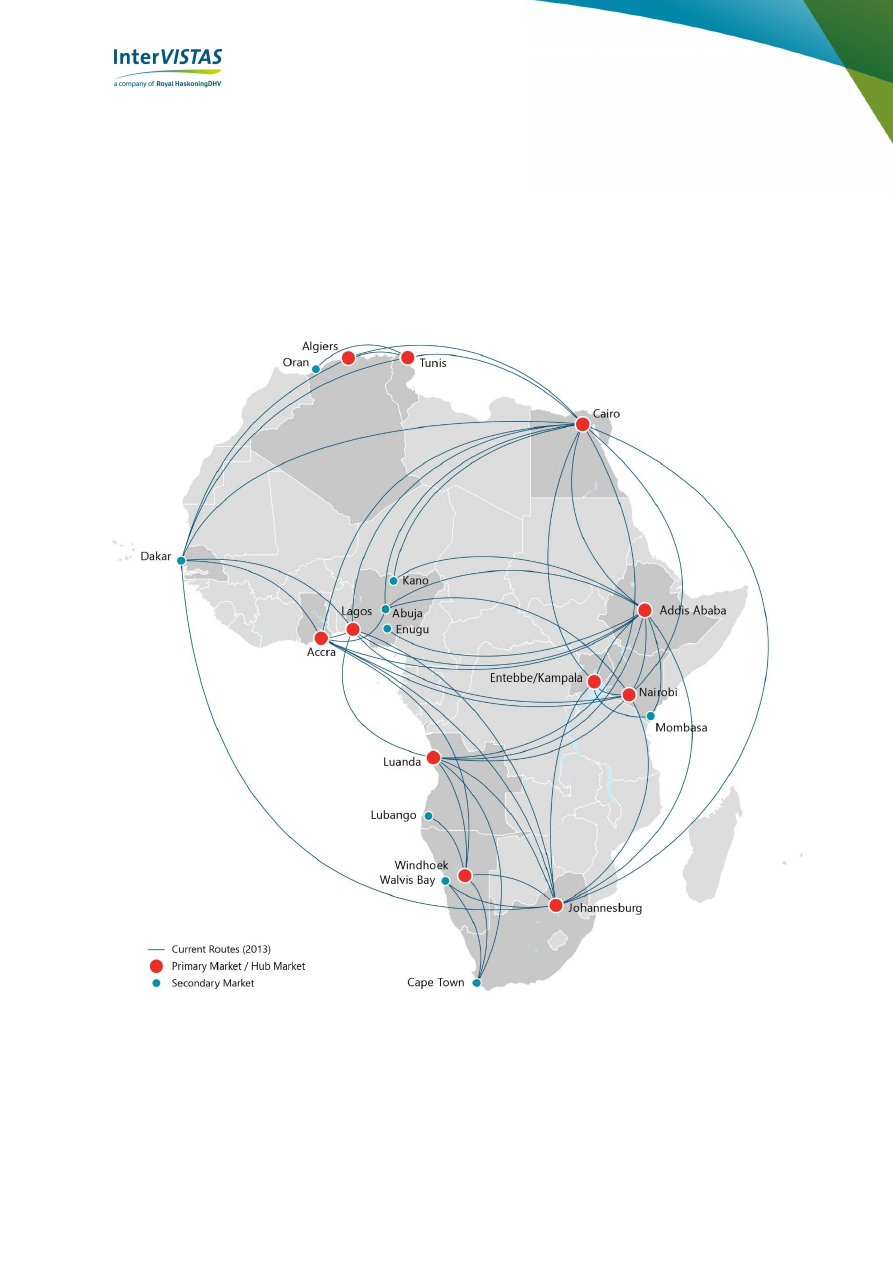 InterVISTAS
a company of Royal HaskoningDHV
Algiers
Oran
Tunis
Cairo
Dakar
Kano
Lagos
Abuja
Enugu
Accra
Addis Ababa
Entebbe/Kampala
Nairobi
Mombasa
Luanda
Lubango
Windhoek
Walvis Bay
Johannesburg
Cape Town
Current Routes (2013)
Primary Market / Hub Market
Secondary Market